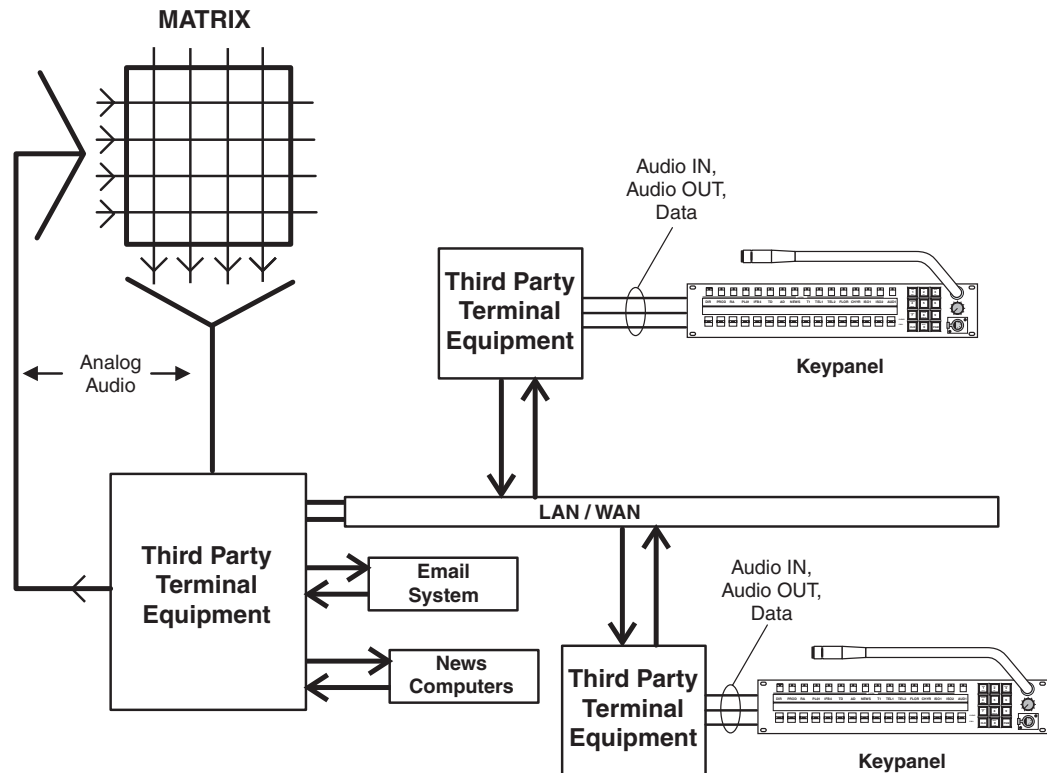 MATRIX
Audio IN,
Audio OUT,
Data
Third Party
Terminal
Equipment
Keypanel
Analog
Audio
LAN / WAN
Third Party
Terminal
Equipment
Email
System
News
Computers
Audio IN,
Audio OUT,
Data
Third Party
Terminal
Equipment
Keypanel